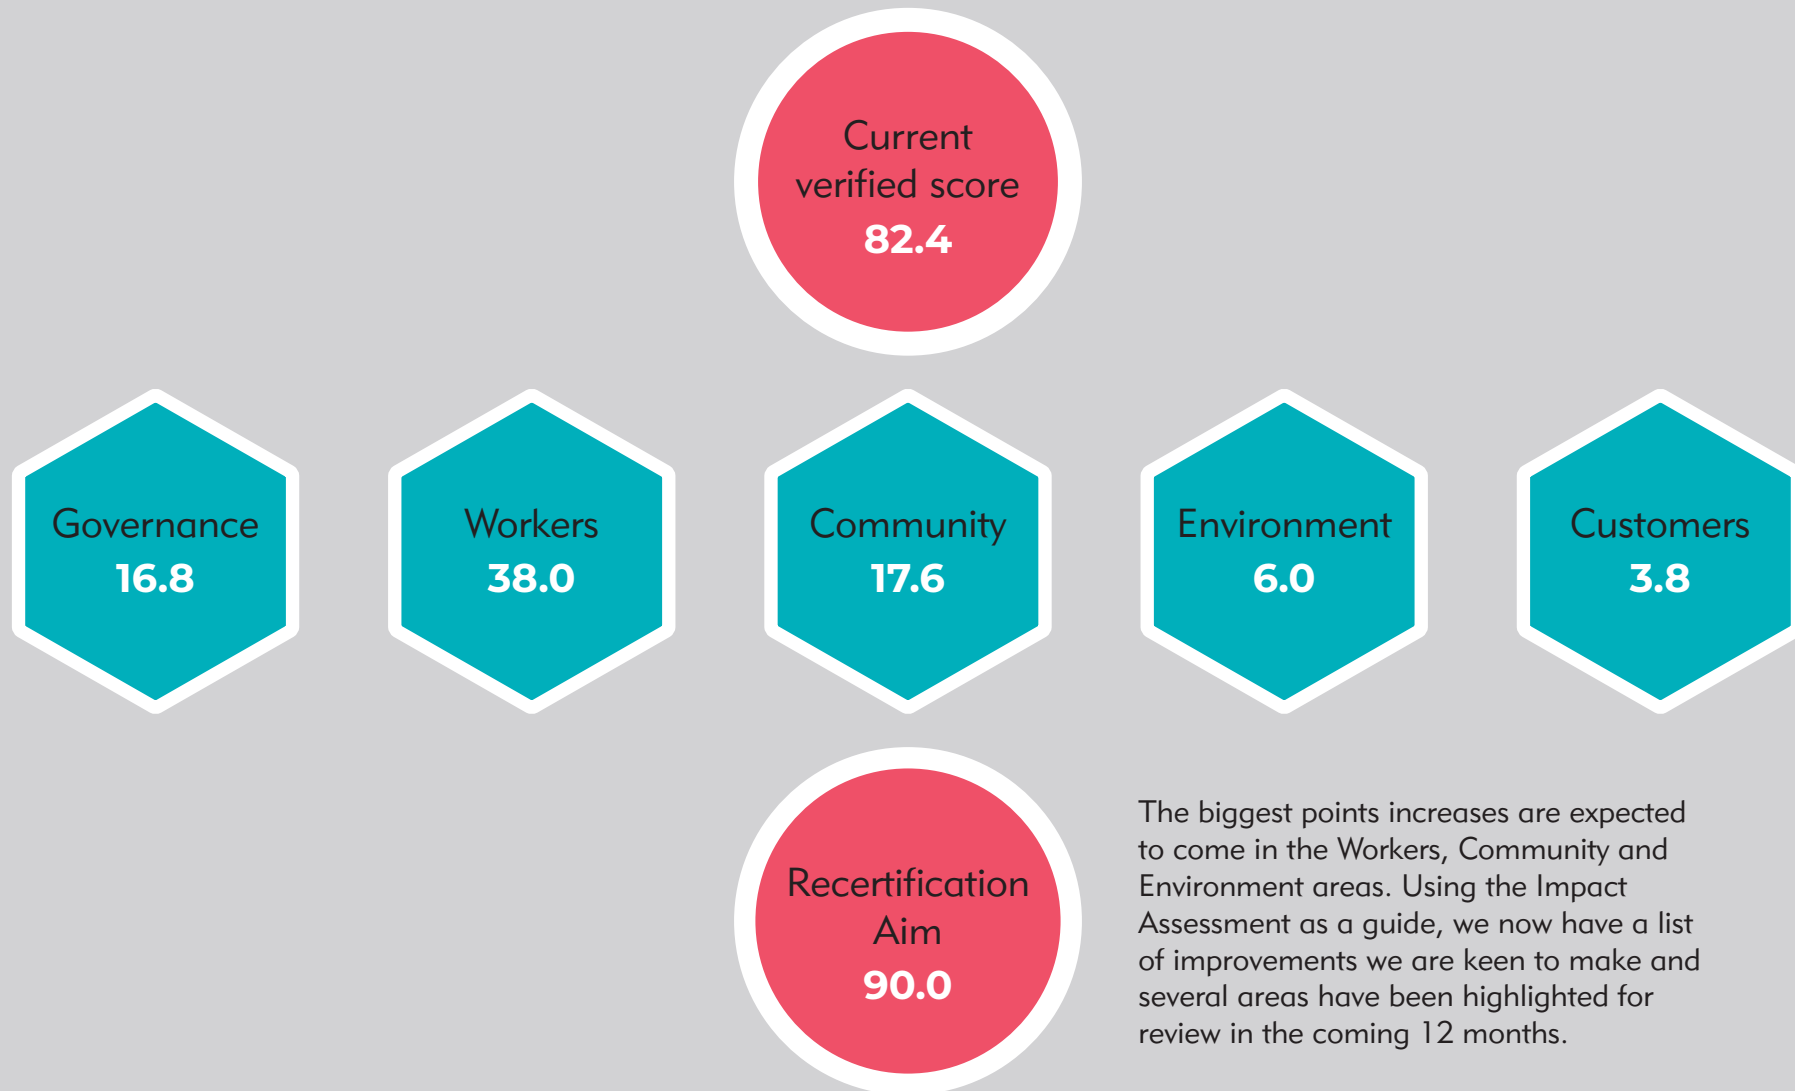 Current
verified score
82.4
Governance
16.8
Workers
38.0
Community
17.6
Environment
6.0
Customers
3.8
Recertification
Aim
90.0
The biggest points increases are expected
to come in the Workers, Community and
Environment areas. Using the Impact
Assessment as a guide, we now have a list
of improvements we are keen to make and
several areas have been highlighted for
review in the coming 12 months.